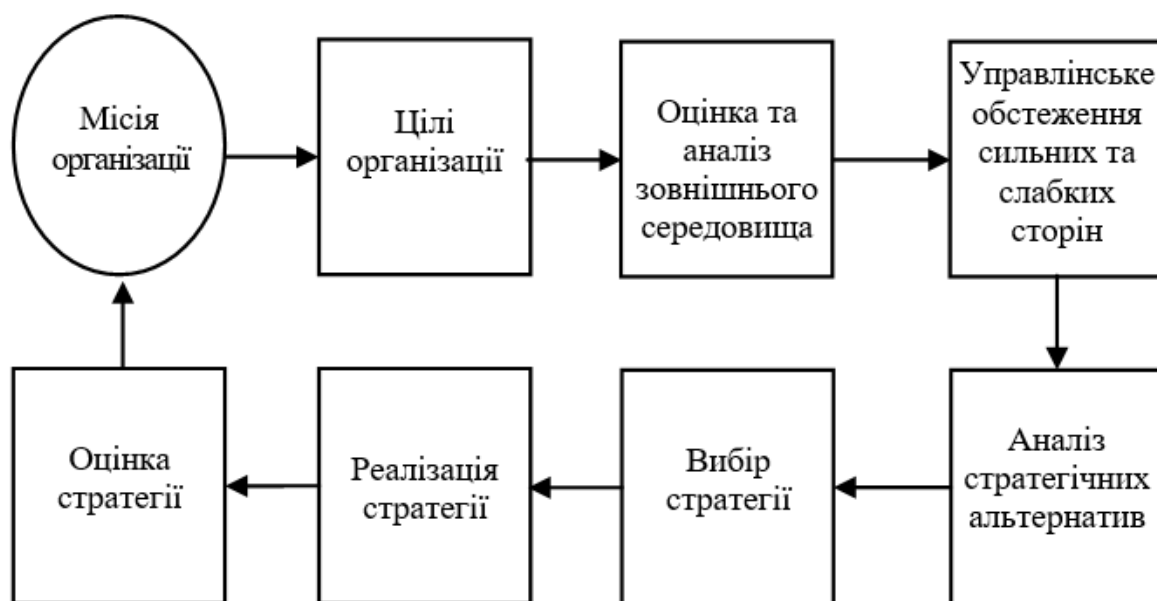 Місія
організації
Цілі
організації
Оцінка та
аналіз
зовнішнього
середовища
Управлінське
обстеження
сильних та
слабких
сторін
Аналіз
стратегічних
альтернатив
Вибір
стратегії
Реалізація
стратегії
Оцінка
стратегії